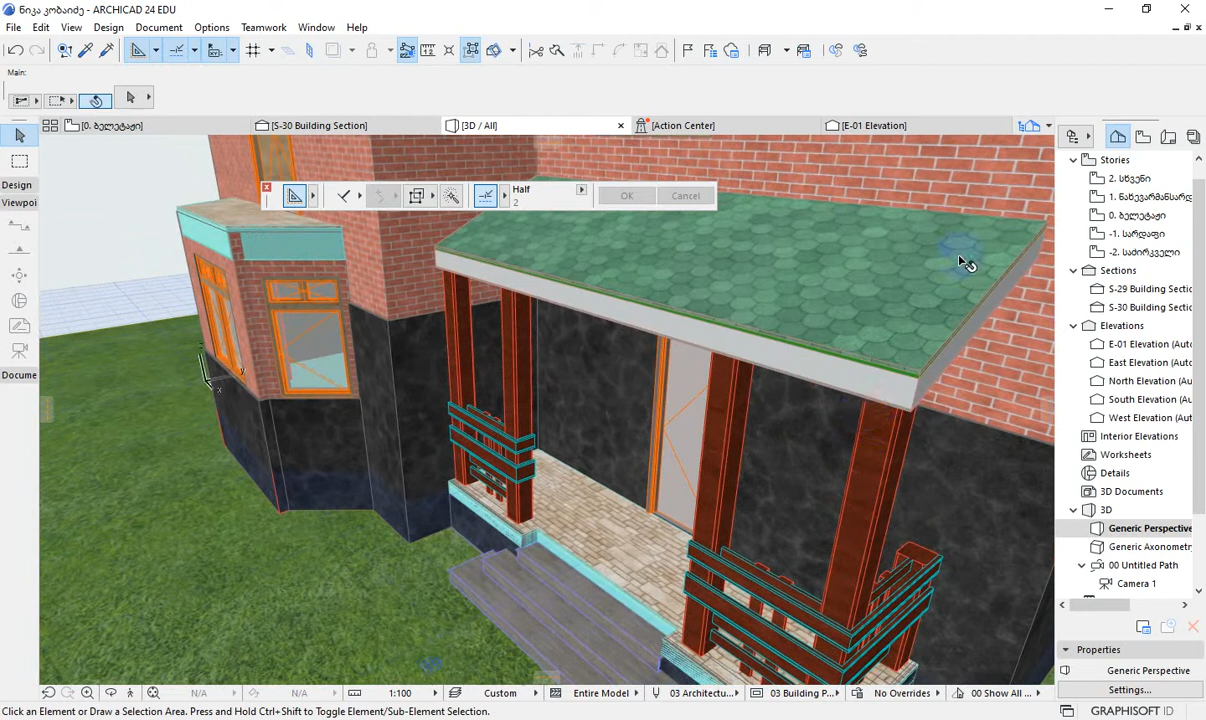 ნიკა კობაიძე - ARCHICAD 24 EDU
File Edit View Design Document Options Teamwork Window Help
Main:
[0. ბელეტაჟი]
[S-30 Building Section]
[3D / All]
[Action Center]
[E-01 Elevation]
Design
Viewpoi
Docume
Half
2
OK
Cancel
Stories
2. სხვენი
1. ნახევარმანსარდ
0. ბელეტაჟი
-1. სარდაფი
-2. საძირკველი
Sections
S-29 Building Sectio
S-30 Building Sectio
Elevations
E-01 Elevation (Auto
East Elevation (Auto
North Elevation (Au
South Elevation (Aut
West Elevation (Aut
Interior Elevations
Worksheets
Details
3D Documents
3D
Generic Perspective
Generic Axonometry
00 Untitled Path
Camera 1
Properties
Generic Perspective
Settings...
N/A
N/A
1:100
Custom
Entire Model
03 Architectu...
03 Building P...
No Overrides
00 Show All ...
Click an Element or Draw a Selection Area. Press and Hold Ctrl+Shift to Toggle Element/Sub-Element Selection.
GRAPHISOFT ID